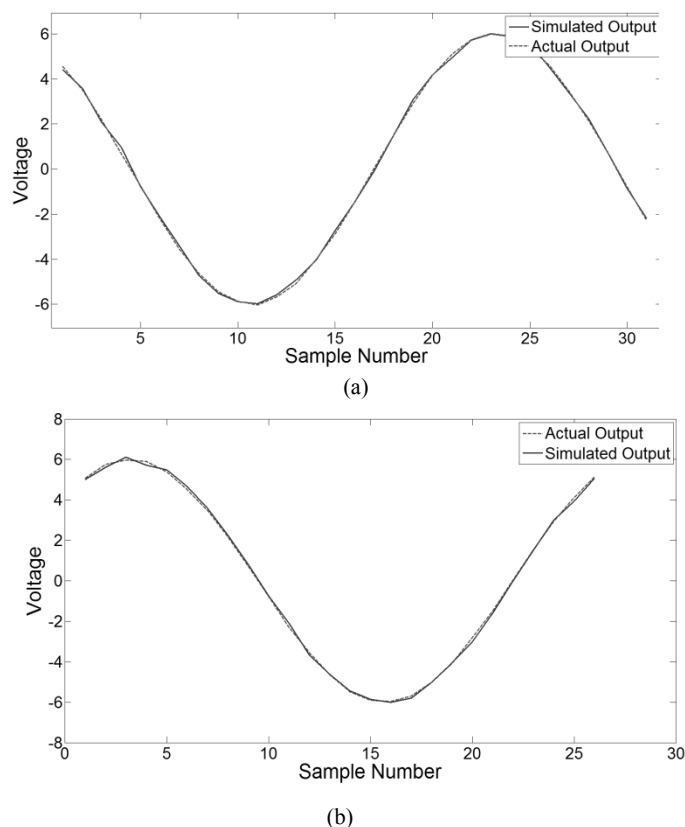 6
4
2
0
-2
-4
-6
Voltage
Simulated Output
Actual Output
5 10 15 20 25 30
Sample Number
(a)
8
6
4
2
0
-2
-4
-6
-8
Voltage
Actual Output
Simulated Output
0 5 10 15 20 25 30
Sample Number
(b)